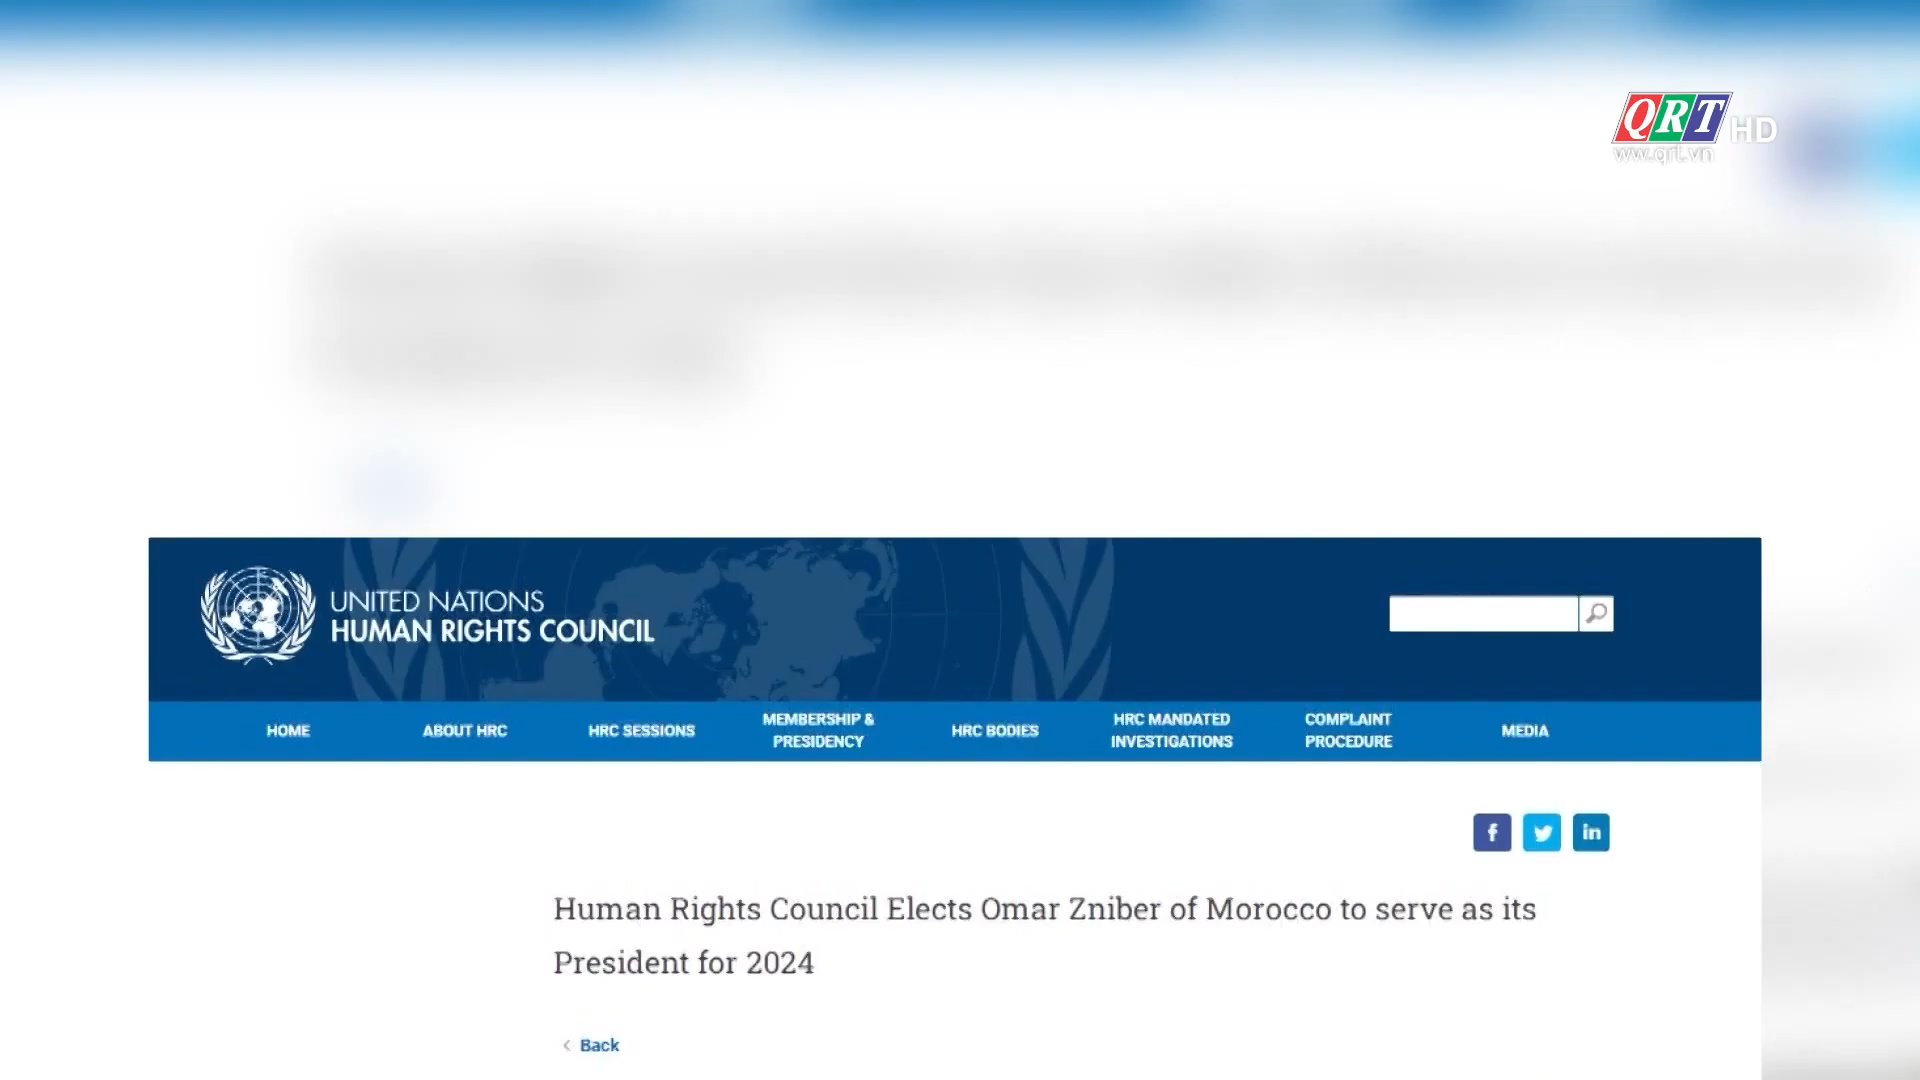 QRT HD
www.qrt.vn
UNITED NATIONS
HUMAN RIGHTS COUNCIL
HOME
ABOUT HRC
HRC SESSIONS
MEMBERSHIP &
PRESIDENCY
HRC BODIES
HRC MANDATED
INVESTIGATIONS
COMPLAINT
PROCEDURE
MEDIA
Human Rights Council Elects Omar Zniber of Morocco to serve as its
President for 2024
< Back